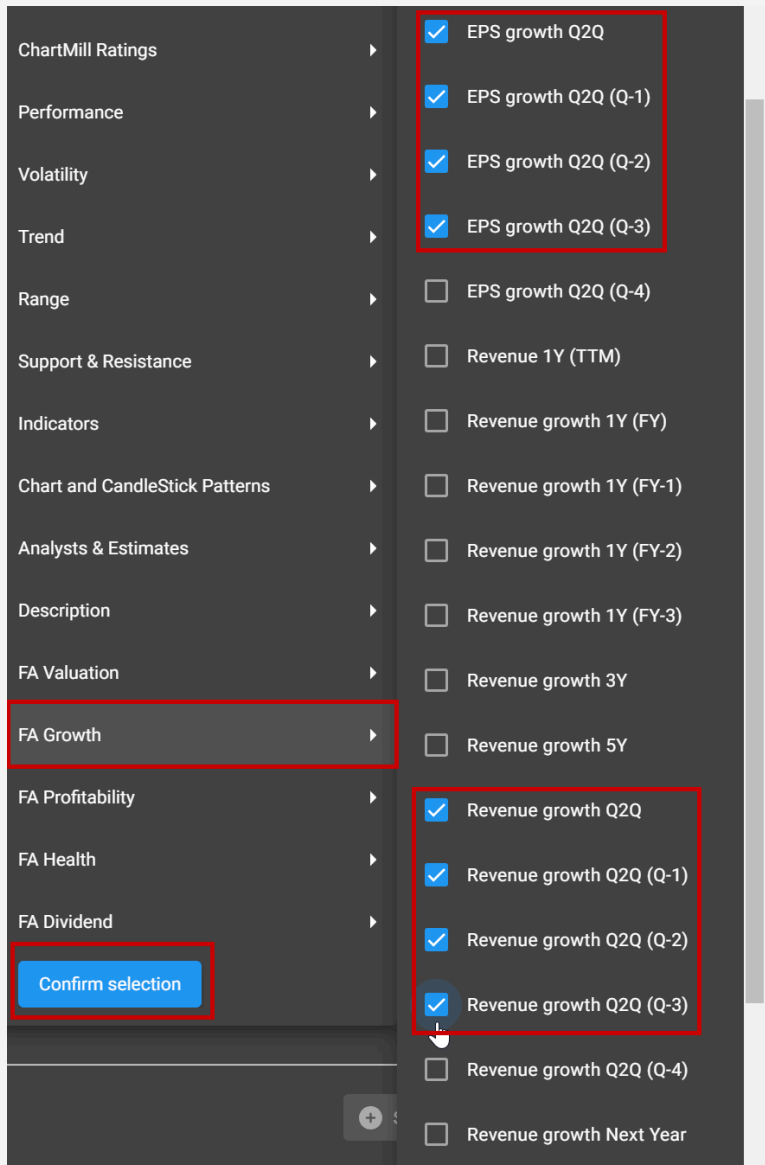 ChartMill Ratings
Performance
Volatility
Trend
Range
Support & Resistance
Indicators
Chart and CandleStick Patterns
Analysts & Estimates
Description
FA Valuation
FA Growth
FA Profitability
FA Health
FA Dividend
Confirm selection
EPS growth Q2Q
EPS growth Q2Q (Q-1)
EPS growth Q2Q (Q-2)
EPS growth Q2Q (Q-3)
EPS growth Q2Q (Q-4)
Revenue 1Y (TTM)
Revenue growth 1Y (FY)
Revenue growth 1Y (FY-1)
Revenue growth 1Y (FY-2)
Revenue growth 1Y (FY-3)
Revenue growth 3Y
Revenue growth 5Y
Revenue growth Q2Q
Revenue growth Q2Q (Q-1)
Revenue growth Q2Q (Q-2)
Revenue growth Q2Q (Q-3)
Revenue growth Q2Q (Q-4)
Revenue growth Next Year